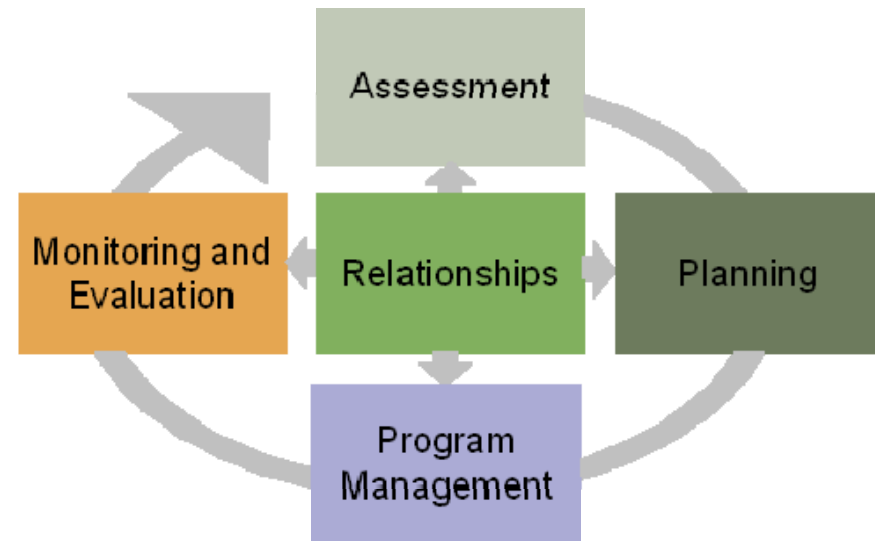 Assessment
Monitoring and
Evaluation
Relationships
Planning
Program
Management